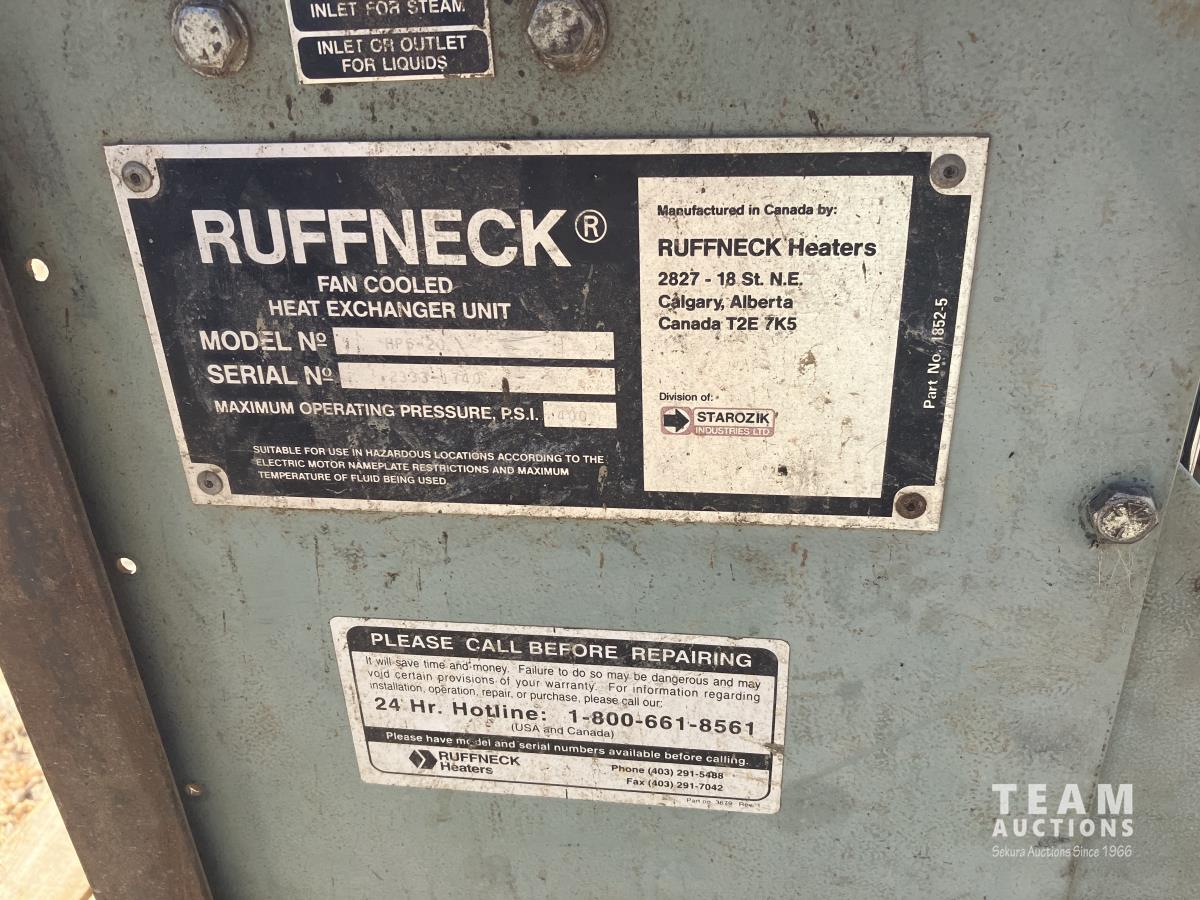 INLET FOR STEAM
INLET OR OUTLET
FOR LIQUIDS
RUFFNECK®
FAN COOLED
HEAT EXCHANGER UNIT
MODEL Nº
SERIAL Nº
MAXIMUM OPERATING PRESSURE, P.S.I. 400
SUITABLE FOR USE IN HAZARDOUS LOCATIONS ACCORDING TO THE
ELECTRIC MOTOR NAMEPLATE RESTRICTIONS AND MAXIMUM
TEMPERATURE OF FLUID BEING USED.
Manufactured in Canada by:
RUFFNECK Heaters
2827 - 18 St. N.E.
Calgary, Alberta
Canada T2E 7K5
Division of:
STAROZIK
INDUSTRIES LTD
Part No. 1852-5
PLEASE CALL BEFORE REPAIRING
It will save time and money. Failure to do so may be dangerous and may
void certain provisions of your warranty. For information regarding
installation, operation, repair, or purchase, please call our:
24 Hr. Hotline: 1-800-661-8561
(USA and Canada)
Please have model and serial numbers available before calling.
RUFFNECK
Heaters
Phone (403) 291-5488
Fax (403) 291-7042
Part no. 3679 Rev.
TEAM
AUCTIONS
Sekura Auctions Since 1966